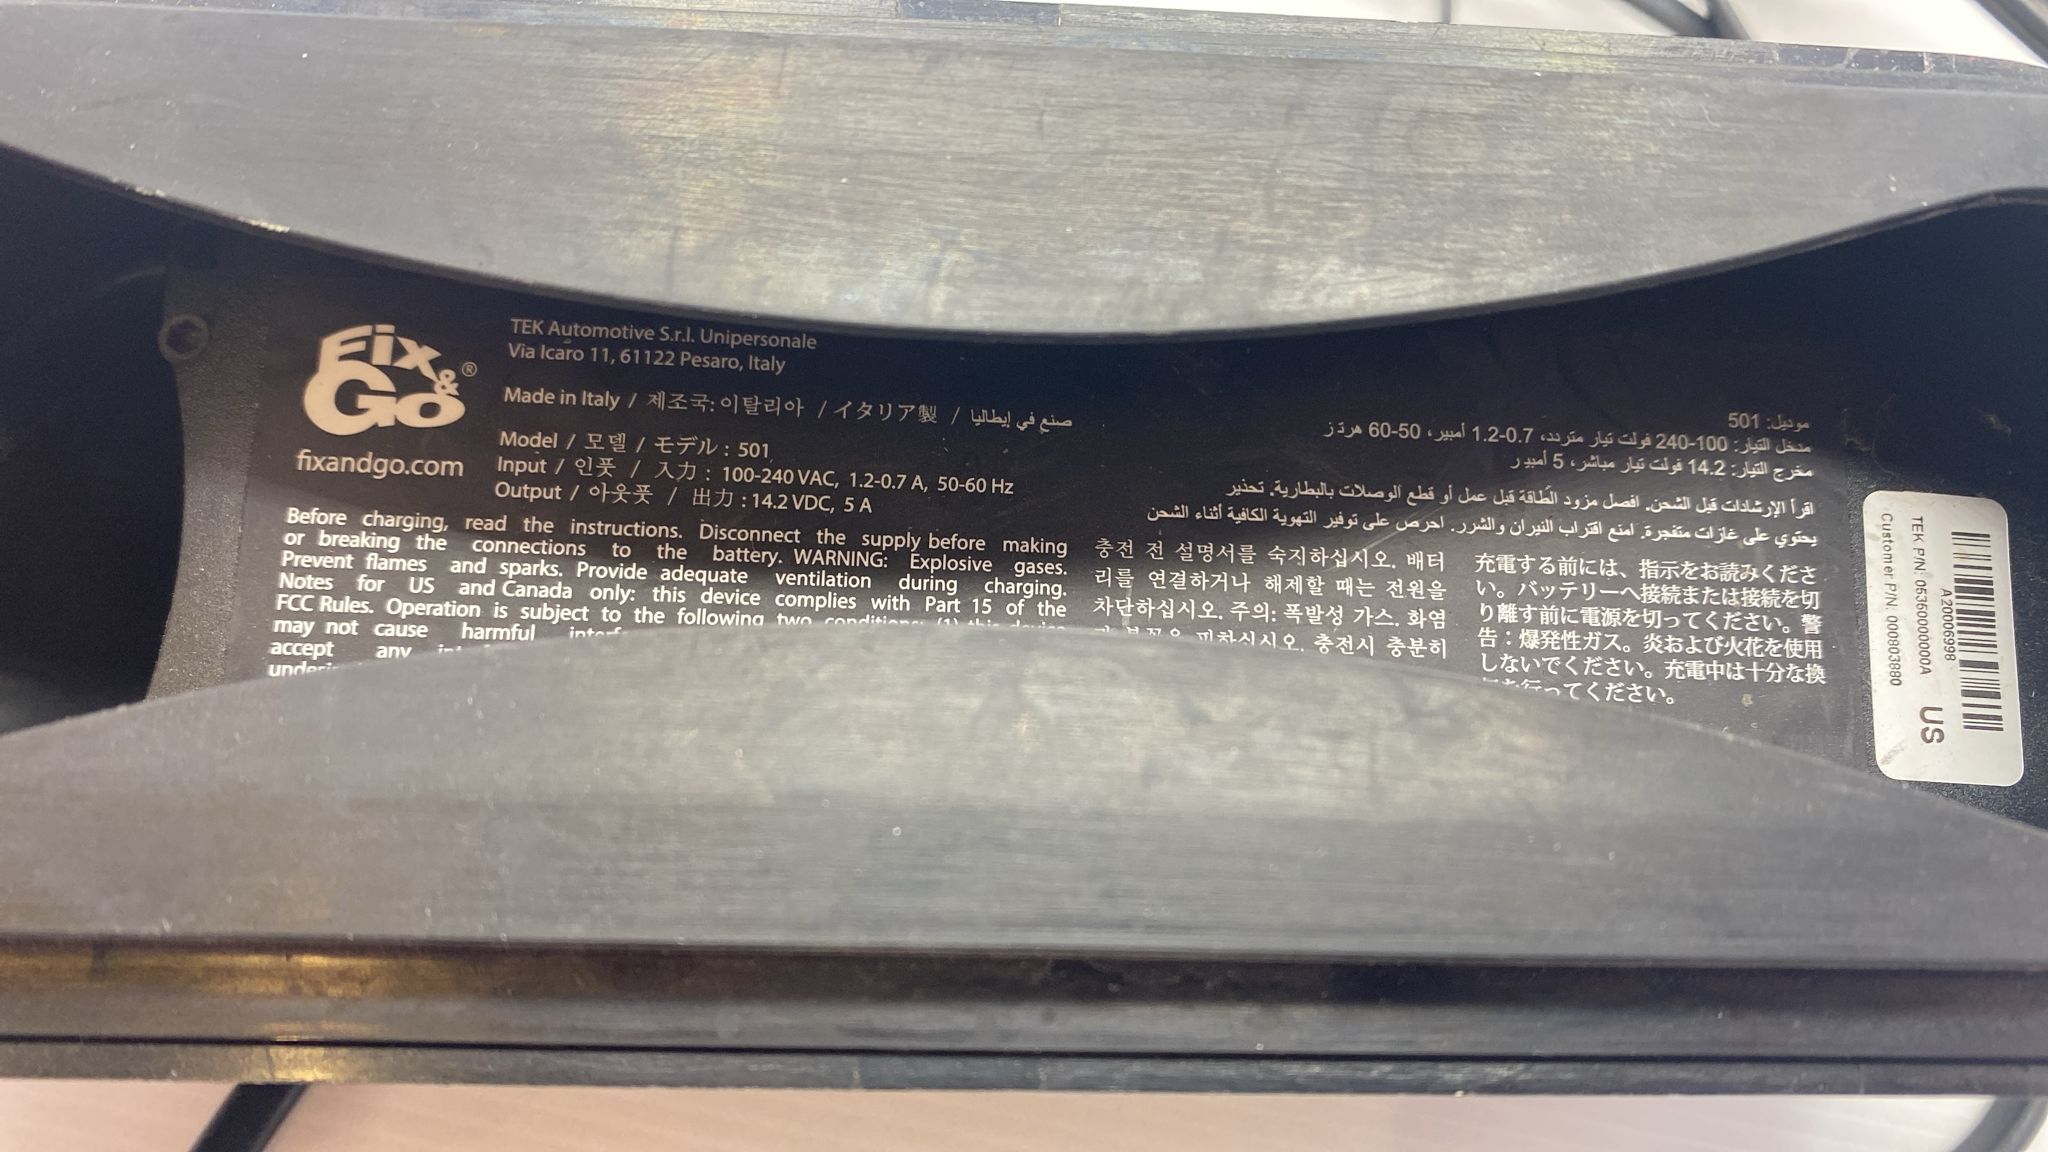 Fix
&
Go®
fixandgo.com
TEK Automotive S.r.l. Unipersonale
Via Icaro 11, 61122 Pesaro, Italy
Made in Italy / 제조국: 이탈리아 / イタリア製 / صنع في إيطاليا
Model / 모델 / モデル : 501
Input / 인풋 / 入力 : 100-240 VAC, 1.2-0.7 A, 50-60 Hz
Output / 아웃풋 / 出力 : 14.2 VDC, 5 A
Before charging, read the instructions. Disconnect the supply before making
or breaking the connections to the battery. WARNING: Explosive gases.
Prevent flames and sparks. Provide adequate ventilation during charging.
Notes for US and Canada only: this device complies with Part 15 of the
FCC Rules. Operation is subject to the following two conditions: (1) this device
may not cause harmful
accept any
موديل: 501
مدخل التيار: 100-240 فولت تيار متردد، 0.7-1.2 أمبير، 50-60 هرتز
مخرج التيار: 14.2 فولت تيار مباشر، 5 أمبير
اقرأ الإرشادات قبل الشحن. افصل مزود الطاقة قبل عمل أو قطع الوصلات بالبطارية. تحذير
يحتوي على غازات متفجرة. امنع اقتراب النيران والشرر. احرص على توفير التهوية الكافية أثناء الشحن
충전 전 설명서를 숙지하십시오. 배터
리를 연결하거나 해제할 때는 전원을
차단하십시오. 주의: 폭발성 가스. 화염
피하십시오. 충전시 충분히
充電する前には、指示をお読みくださ
い。バッテリーへ接続または接続を切
り離す前に電源を切ってください。警
告：爆発性ガス。炎および火花を使用
しないでください。充電中は十分な換
を行ってください。
A20006998
TEK P/N: 053600000000A US
Customer P/N: 000803880